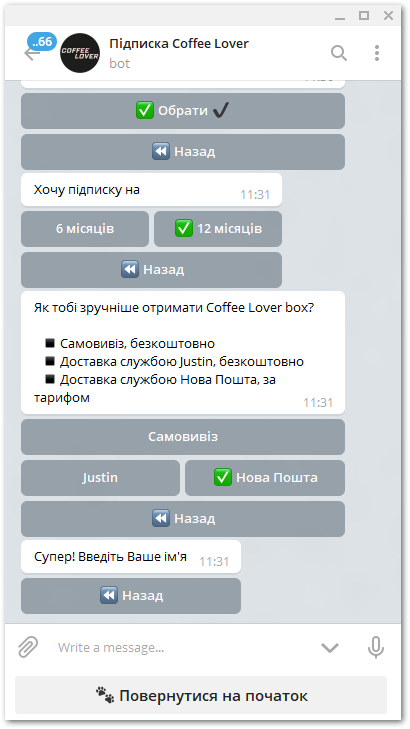 ..66
COFFEE
LOVER
Підписка Coffee Lover
bot
Обрати
Назад
Хочу підписку на
11:31
6 місяців
12 місяців
Назад
Як тобі зручніше отримати Coffee Lover box?
Самовивіз, безкоштовно
Доставка службою Justin, безкоштовно
Доставка службою Нова Пошта, за
тарифом
11:31
Самовивіз
Justin
Нова Пошта
Назад
Супер! Введіть Ваше ім'я
11:31
Назад
Write a message...
Повернутися на початок